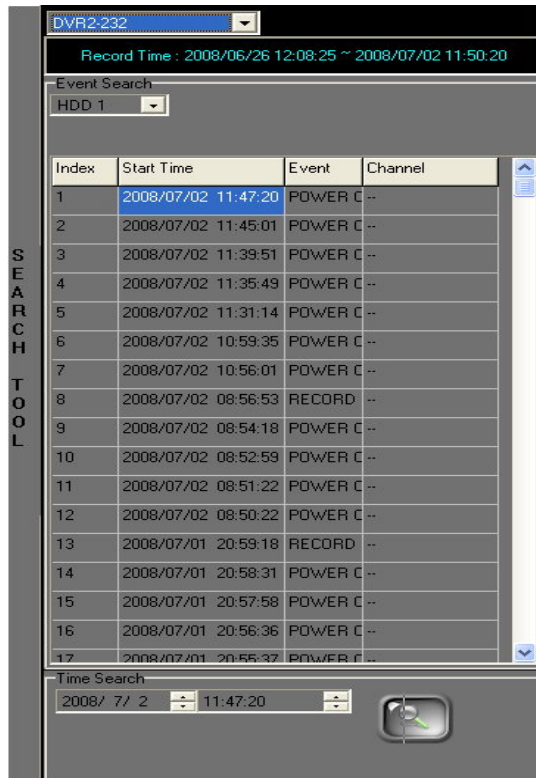 DVR2-232
Record Time : 2008/06/26 12:08:25 ~ 2008/07/02 11:50:20
Event Search
HDD 1
Index Start Time Event Channel
1 2008/07/02 11:47:20 POWER C --
2 2008/07/02 11:45:01 POWER C --
3 2008/07/02 11:39:51 POWER C --
4 2008/07/02 11:35:49 POWER C --
5 2008/07/02 11:31:14 POWER C --
6 2008/07/02 10:59:35 POWER C --
7 2008/07/02 10:56:01 POWER C --
8 2008/07/02 08:56:53 RECORD --
9 2008/07/02 08:54:18 POWER C --
10 2008/07/02 08:52:59 POWER C --
11 2008/07/02 08:51:22 POWER C --
12 2008/07/02 08:50:22 POWER C --
13 2008/07/01 20:59:18 RECORD --
14 2008/07/01 20:58:31 POWER C --
15 2008/07/01 20:57:58 POWER C --
16 2008/07/01 20:56:36 POWER C --
17 2008/07/01 20:55:37 POWER C --
SEARCH TOOL
Time Search
2008/ 7/ 2 11:47:20